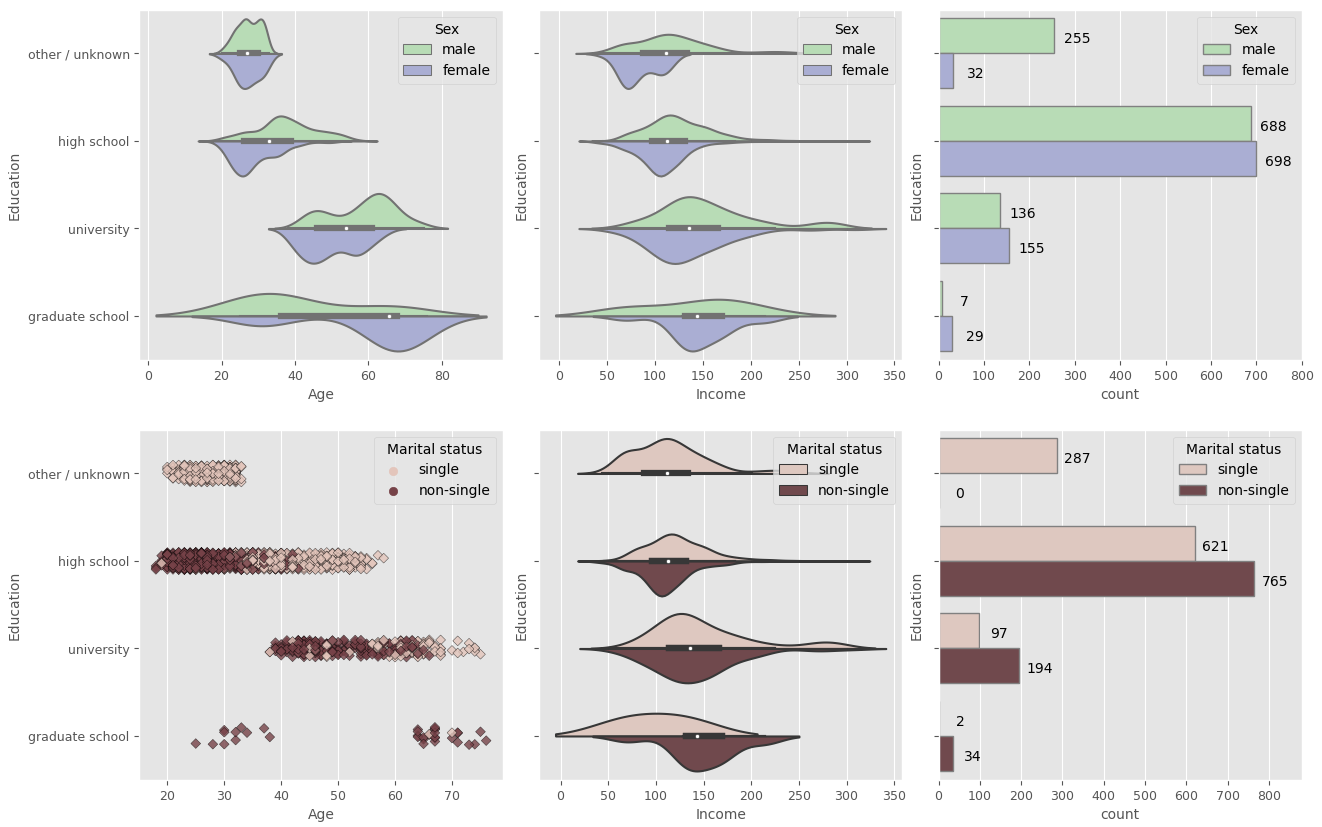 Sex
male
female
other / unknown
high school
university
graduate school
Education
0
20
40
60
80
Age
Sex
male
female
Education
0
50
100
150
200
250
300
350
Income
Sex
male
female
255
32
688
698
136
155
7
29
Education
0
100
200
300
400
500
600
700
800
count
Marital status
single
non-single
other / unknown
high school
university
graduate school
Education
20
30
40
50
60
70
Age
Marital status
single
non-single
Education
0
50
100
150
200
250
300
350
Income
Marital status
single
non-single
287
0
621
765
97
194
2
34
Education
0
100
200
300
400
500
600
700
800
count